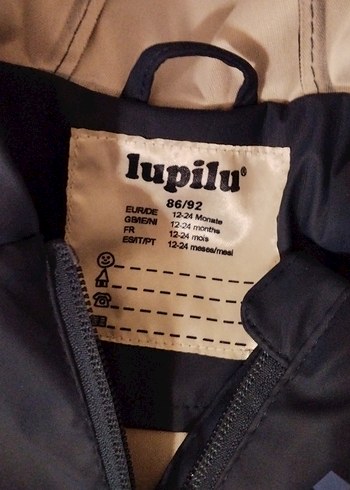 lupilu®
86/92
EUR/DE 12-24 Monate
GB/IE/NI 12-24 months
FR 12-24 mois
ES/IT/PT 12-24 meses/mesi